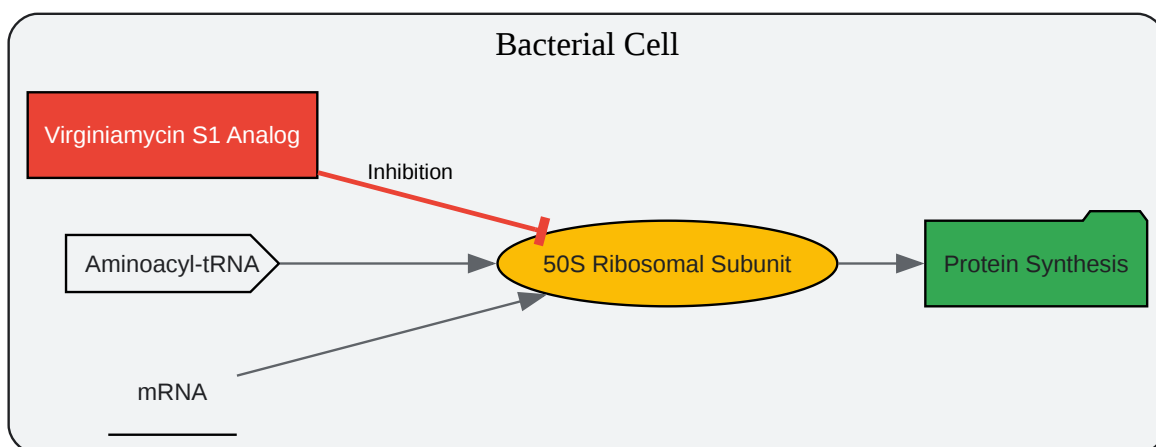 Bacterial Cell
Virginiamycin S1 Analog
Inhibition
Aminoacyl-tRNA
50S Ribosomal Subunit
Protein Synthesis
mRNA